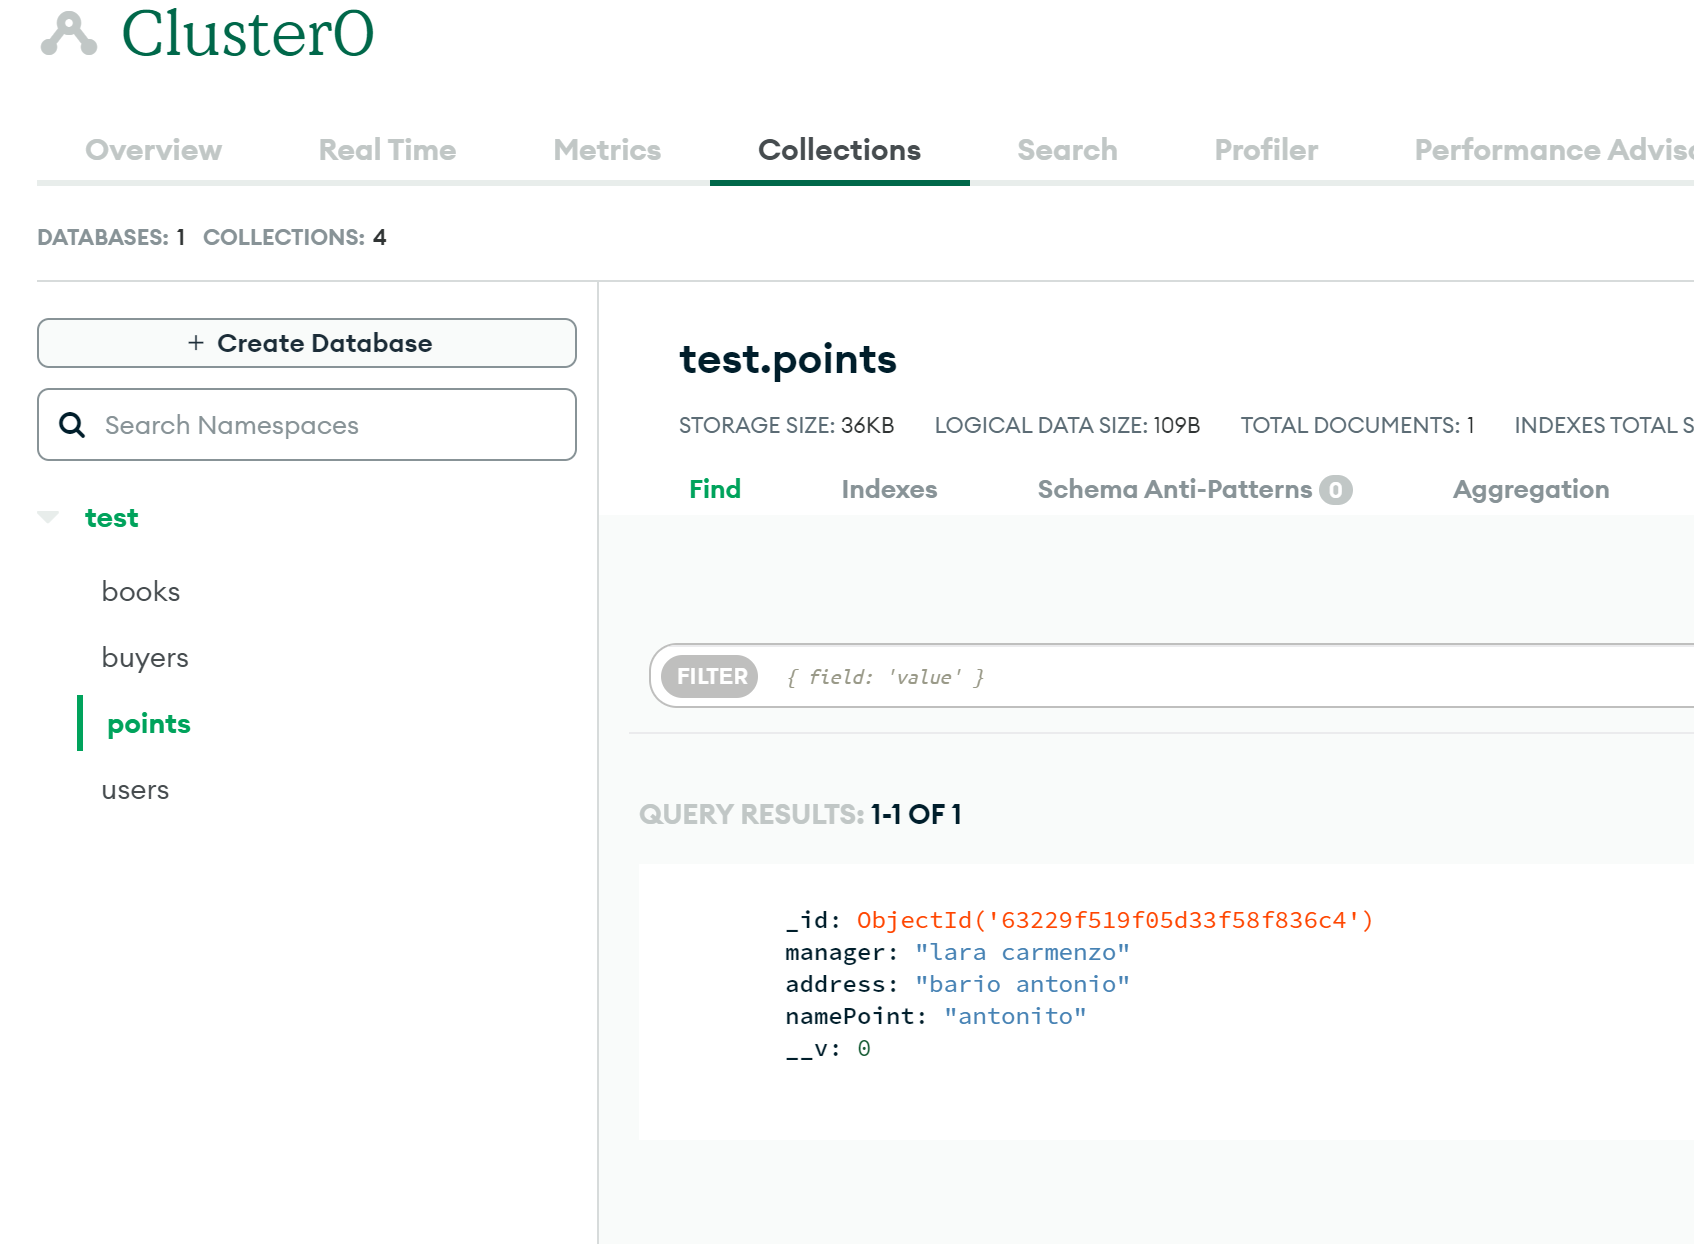 Cluster0
Overview Real Time Metrics Collections Search Profiler Performance
DATABASES: 1 COLLECTIONS: 4
+ Create Database
Search Namespaces
test
books
buyers
points
users
test.points
STORAGE SIZE: 36KB LOGICAL DATA SIZE: 109B TOTAL DOCUMENTS: 1 INDEXES TOTAL
Find Indexes Schema Anti-Patterns 0 Aggregation
FILTER { field: 'value' }
QUERY RESULTS: 1-1 OF 1
_id: ObjectId('63229f519f05d33f58f836c4')
manager: "lara carmenzo"
address: "bario antonio"
namePoint: "antonito"
__v: 0